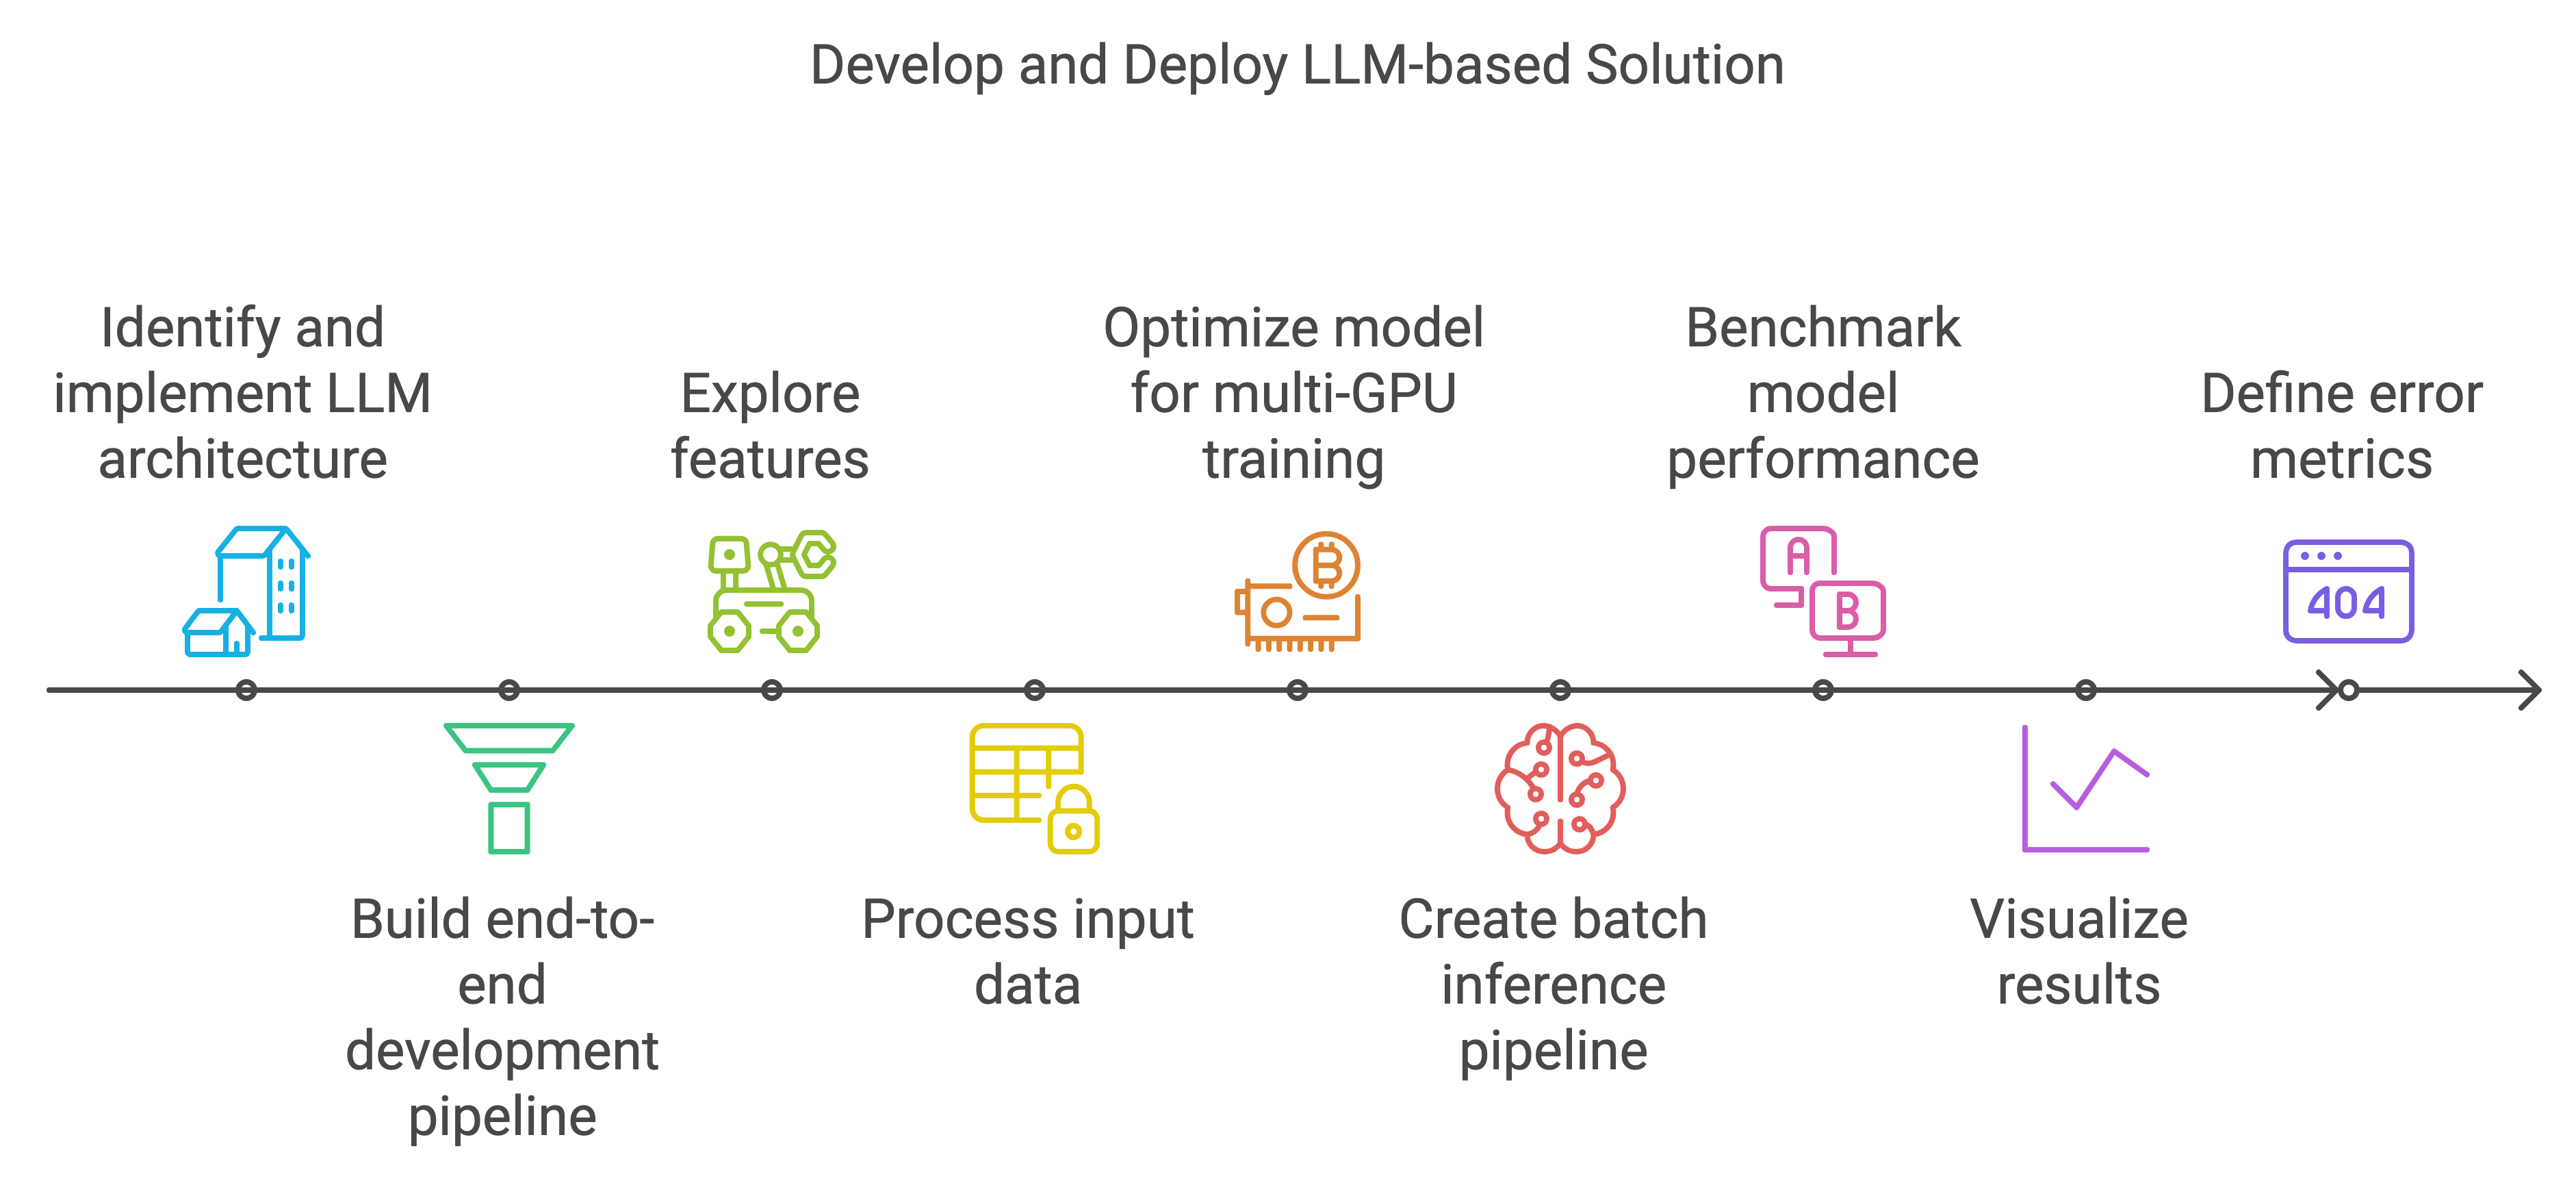 Develop and Deploy LLM-based Solution
Identify and
implement LLM
architecture
Build end-to-
end
development
pipeline
Explore
features
Process input
data
Optimize model
for multi-GPU
training
B
Create batch
inference
pipeline
Benchmark
model
performance
A
B
Visualize
results
Define error
metrics
404